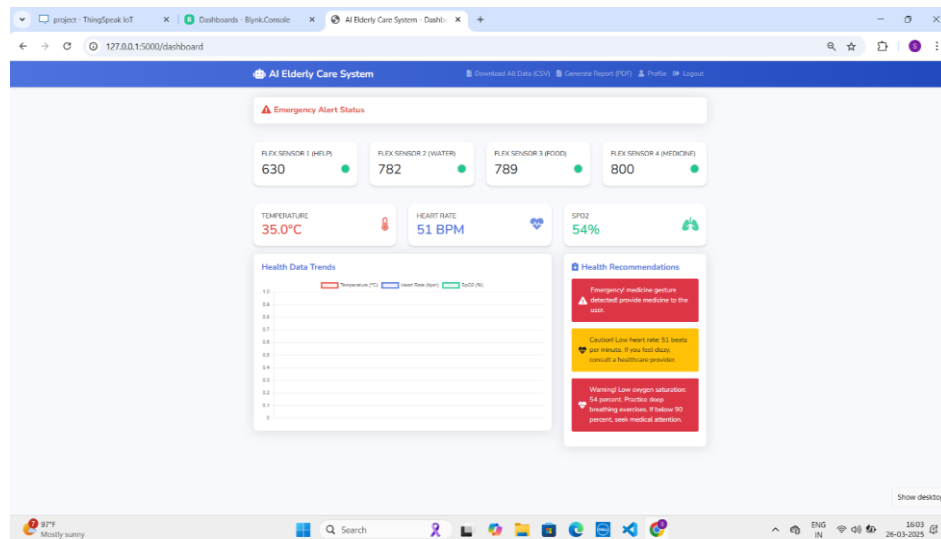 project - ThingSpeak IoT
Dashboards - Blynk.Console
AI Elderly Care System - Dashb
127.0.0.1:5000/dashboard
S
AI Elderly Care System
Download All Data (CSV)
Generate Report (PDF)
Profile
Logout
Emergency Alert Status
FLEX SENSOR 1 (HELP)
630
FLEX SENSOR 2 (WATER)
782
FLEX SENSOR 3 (FOOD)
789
FLEX SENSOR 4 (MEDICINE)
800
TEMPERATURE
35.0°C
HEART RATE
51 BPM
SPO2
54%
Health Data Trends
Temperature (°C)
Heart Rate (bpm)
SpO2 (%)
1.0
0.9
0.8
0.7
0.6
0.5
0.4
0.3
0.2
0.1
0
Health Recommendations
Emergency! medicine gesture
detected! provide medicine to the
user.
Caution! Low heart rate: 51 beats
per minute. If you feel dizzy,
consult a healthcare provider.
Warning! Low oxygen saturation:
54 percent. Practice deep
breathing exercises. If below 90
percent, seek medical attention.
Show desktop
7
97°F
Mostly sunny
Search
ENG
IN
16:03
26-03-2025